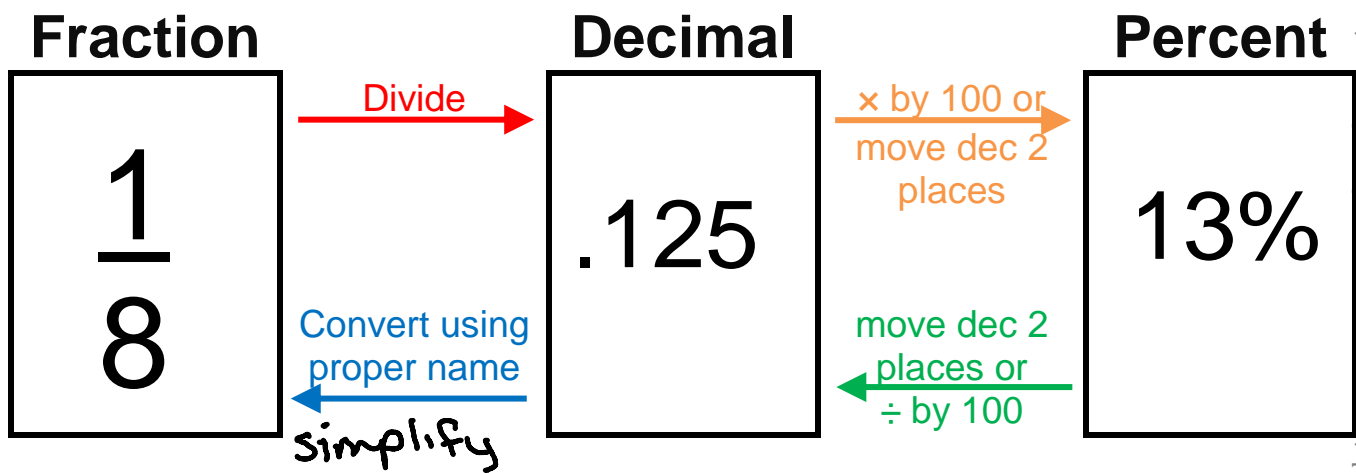 Fraction
Decimal
Percent
1
8
Divide
.125
× by 100 or
move dec 2
places
13%
Convert using
proper name
simplify
move dec 2
places or
÷ by 100